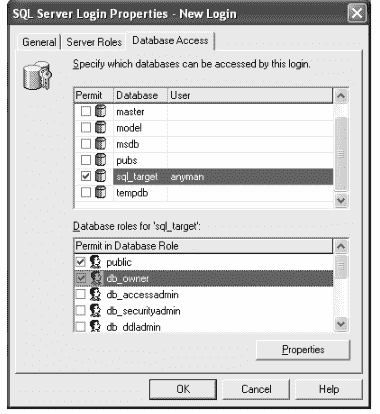 SQL Server Login Properties - New Login
General Server Roles Database Access
Specify which databases can be accessed by this login.
Permit Database User
master
model
msdb
pubs
sql_target anyman
tempdb
Database roles for 'sql_target':
Permit in Database Role
public
db_owner
db_accessadmin
db_securityadmin
db_ddladmin
Properties
OK Cancel Help